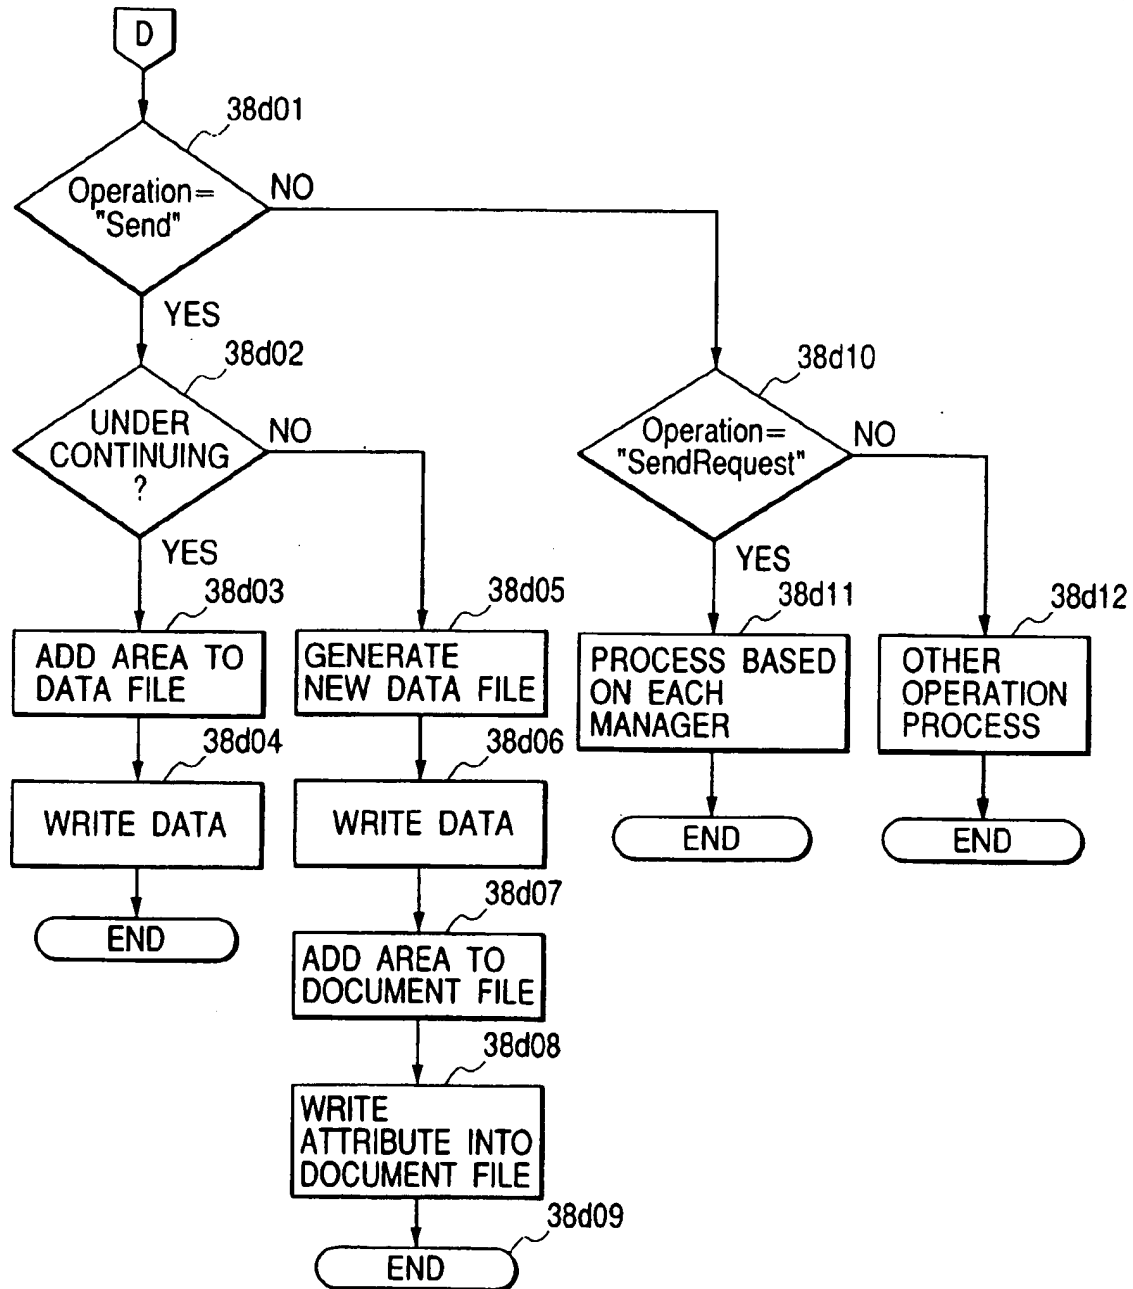 D
38d01
Operation=
"Send"
NO
YES
38d02
UNDER
CONTINUING
?
NO
YES
38d10
Operation=
"SendRequest"
NO
YES
38d03
ADD AREA TO
DATA FILE
38d05
GENERATE
NEW DATA FILE
38d11
PROCESS BASED
ON EACH
MANAGER
38d12
OTHER
OPERATION
PROCESS
38d04
WRITE DATA
38d06
WRITE DATA
END
END
END
38d07
ADD AREA TO
DOCUMENT FILE
38d08
WRITE
ATTRIBUTE INTO
DOCUMENT FILE
38d09
END